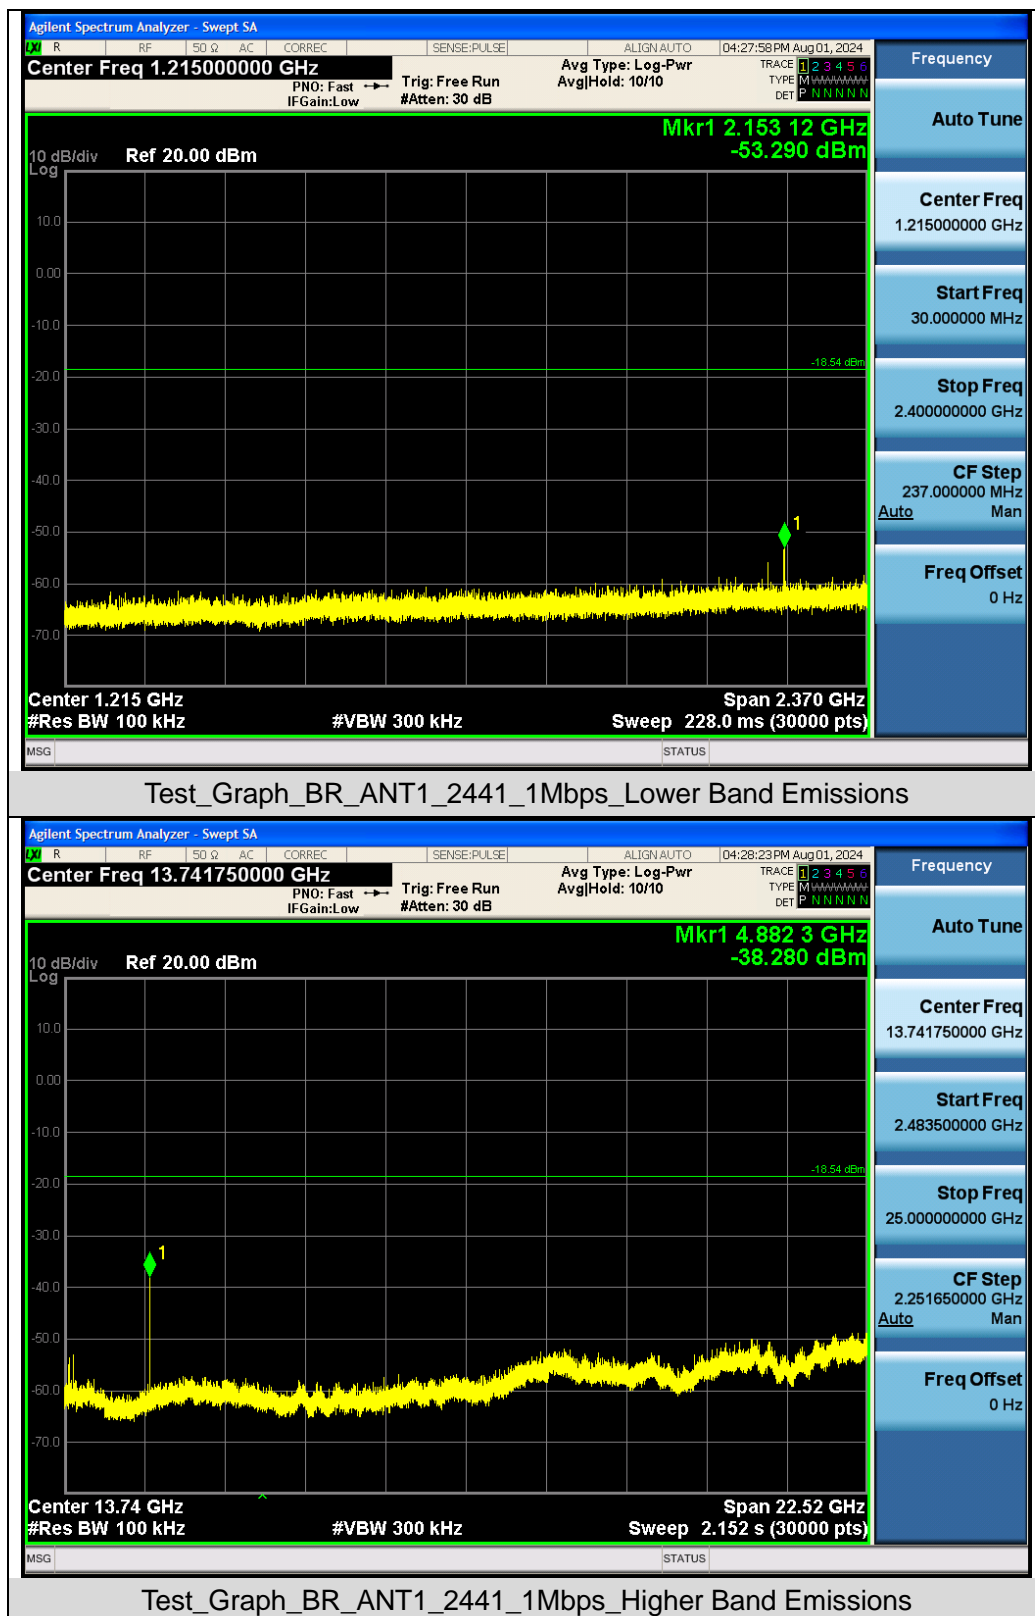 Agilent Spectrum Analyzer - Swept SA
LXI R RF 50 Ω AC CORREC SENSE:PULSE ALIGN AUTO 04:27:58 PM Aug 01, 2024
Center Freq 1.215000000 GHz
PNO: Fast
IFGain:Low
Trig: Free Run
#Atten: 30 dB
Avg Type: Log-Pwr
Avg|Hold: 10/10
TRACE 1 2 3 4 5 6
TYPE M
DET P N N N N N
Mkr1 2.153 12 GHz
-53.290 dBm
10 dB/div Ref 20.00 dBm
Log
10.0
0.00
-10.0
-18.54 dBm
-20.0
-30.0
-40.0
-50.0
1
-60.0
-70.0
Center 1.215 GHz Span 2.370 GHz
#Res BW 100 kHz #VBW 300 kHz Sweep 228.0 ms (30000 pts)
MSG STATUS
Frequency
Auto Tune
Center Freq
1.215000000 GHz
Start Freq
30.000000 MHz
Stop Freq
2.400000000 GHz
CF Step
237.000000 MHz
Auto Man
Freq Offset
0 Hz
Test_Graph_BR_ANT1_2441_1Mbps_Lower Band Emissions
Agilent Spectrum Analyzer - Swept SA
LXI R RF 50 Ω AC CORREC SENSE:PULSE ALIGN AUTO 04:28:23 PM Aug 01, 2024
Center Freq 13.741750000 GHz
PNO: Fast
IFGain:Low
Trig: Free Run
#Atten: 30 dB
Avg Type: Log-Pwr
Avg|Hold: 10/10
TRACE 1 2 3 4 5 6
TYPE M
DET P N N N N N
Mkr1 4.882 3 GHz
-38.280 dBm
10 dB/div Ref 20.00 dBm
Log
10.0
0.00
-10.0
-18.54 dBm
-20.0
-30.0
1
-40.0
-50.0
-60.0
-70.0
Center 13.74 GHz Span 22.52 GHz
#Res BW 100 kHz #VBW 300 kHz Sweep 2.152 s (30000 pts)
MSG STATUS
Frequency
Auto Tune
Center Freq
13.741750000 GHz
Start Freq
2.483500000 GHz
Stop Freq
25.000000000 GHz
CF Step
2.251650000 GHz
Auto Man
Freq Offset
0 Hz
Test_Graph_BR_ANT1_2441_1Mbps_Higher Band Emissions